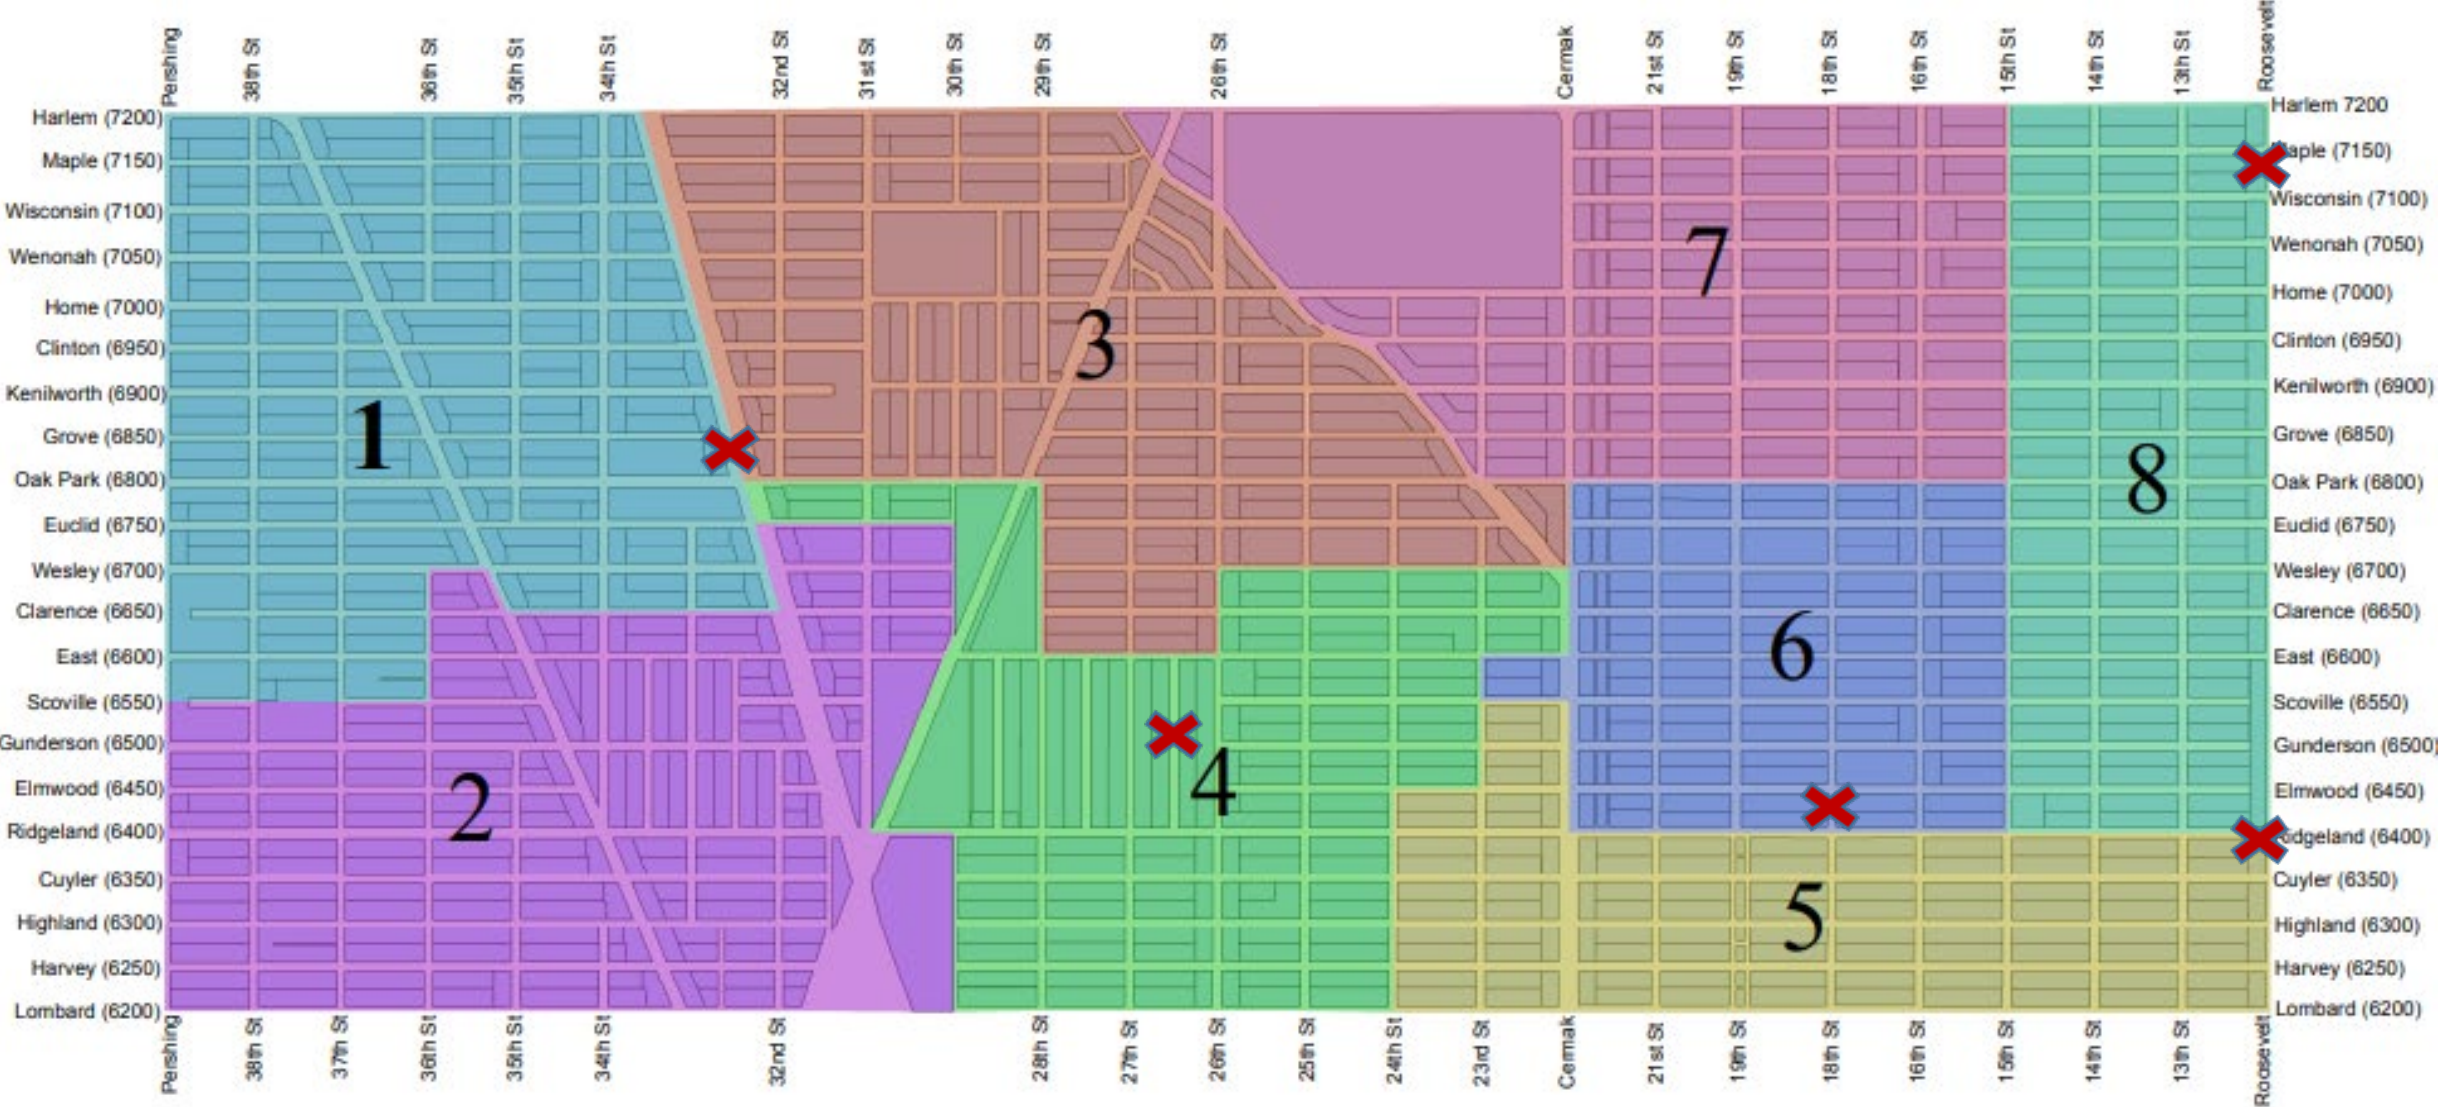 Pershing
38th St
36th St
35th St
34th St
32nd St
31st St
30th St
29th St
26th St
Cermak
21st St
19th St
18th St
16th St
15th St
14th St
13th St
Roosevelt
Harlem (7200)
Maple (7150)
Wisconsin (7100)
Wenonah (7050)
Home (7000)
Clinton (6950)
Kenilworth (6900)
Grove (6850)
Oak Park (6800)
Euclid (6750)
Wesley (6700)
Clarence (6650)
East (6600)
Scoville (6550)
Gunderson (6500)
Elmwood (6450)
Ridgeland (6400)
Cuyler (6350)
Highland (6300)
Harvey (6250)
Lombard (6200)
1
2
3
4
5
6
7
8
Harlem 7200
aple (7150)
Wisconsin (7100)
Wenonah (7050)
Home (7000)
Clinton (6950)
Kenilworth (6900)
Grove (6850)
Oak Park (6800)
Euclid (6750)
Wesley (6700)
Clarence (6650)
East (6600)
Scoville (6550)
Gunderson (6500)
Elmwood (6450)
idgeland (6400)
Cuyler (6350)
Highland (6300)
Harvey (6250)
Lombard (6200)
Pershing
38th St
37th St
36th St
35th St
34th St
32nd St
28th St
27th St
26th St
25th St
24th St
23rd St
Cermak
21st St
19th St
18th St
16th St
15th St
14th St
13th St
Roosevelt